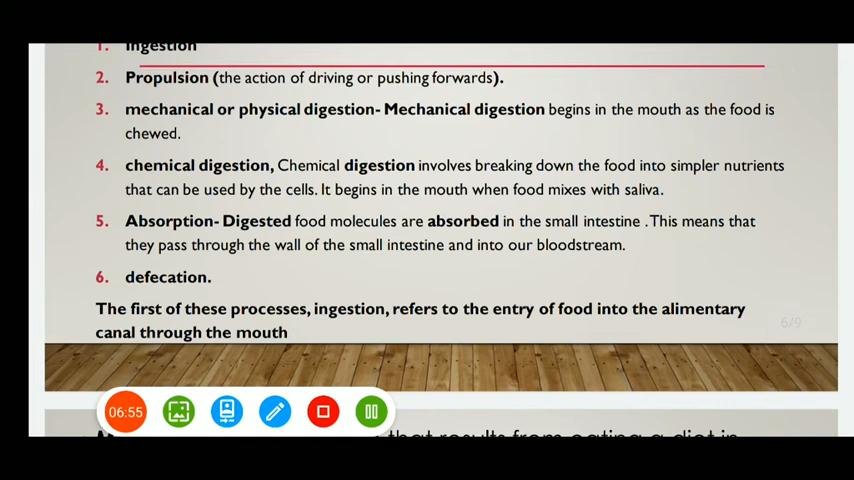 1. Ingestion
2. Propulsion (the action of driving or pushing forwards).
3. mechanical or physical digestion- Mechanical digestion begins in the mouth as the food is
chewed.
4. chemical digestion, Chemical digestion involves breaking down the food into simpler nutrients
that can be used by the cells. It begins in the mouth when food mixes with saliva.
5. Absorption- Digested food molecules are absorbed in the small intestine . This means that
they pass through the wall of the small intestine and into our bloodstream.
6. defecation.
The first of these processes, ingestion, refers to the entry of food into the alimentary
canal through the mouth
6/9
06:55
that results from eating a diet in